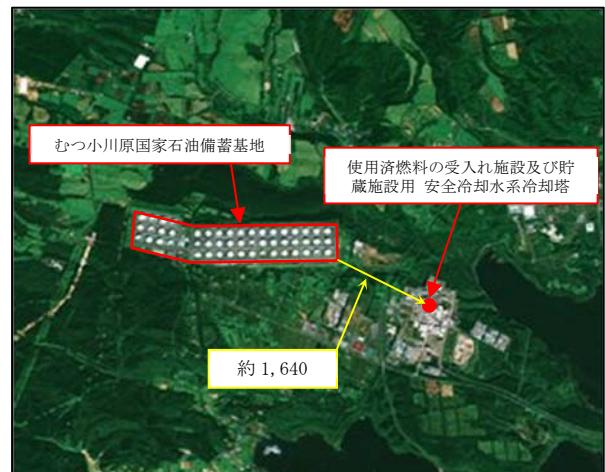 むつ小川原国家石油備蓄基地
使用済燃料の受入れ施設及び貯
蔵施設用 安全冷却水系冷却塔
約 1,640